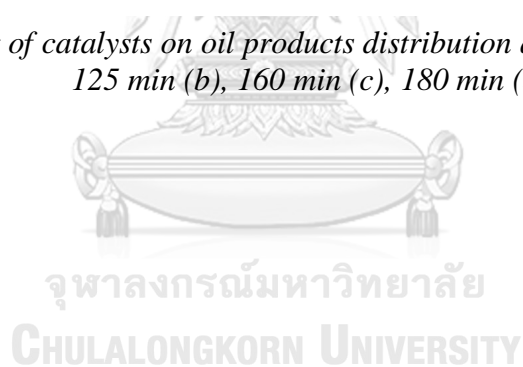 of catalysts on oil products distribution
125 min (b), 160 min (c), 180 min (
จุฬาลงกรณ์มหาวิทยาลัย
CHULALONGKORN UNIVERSITY